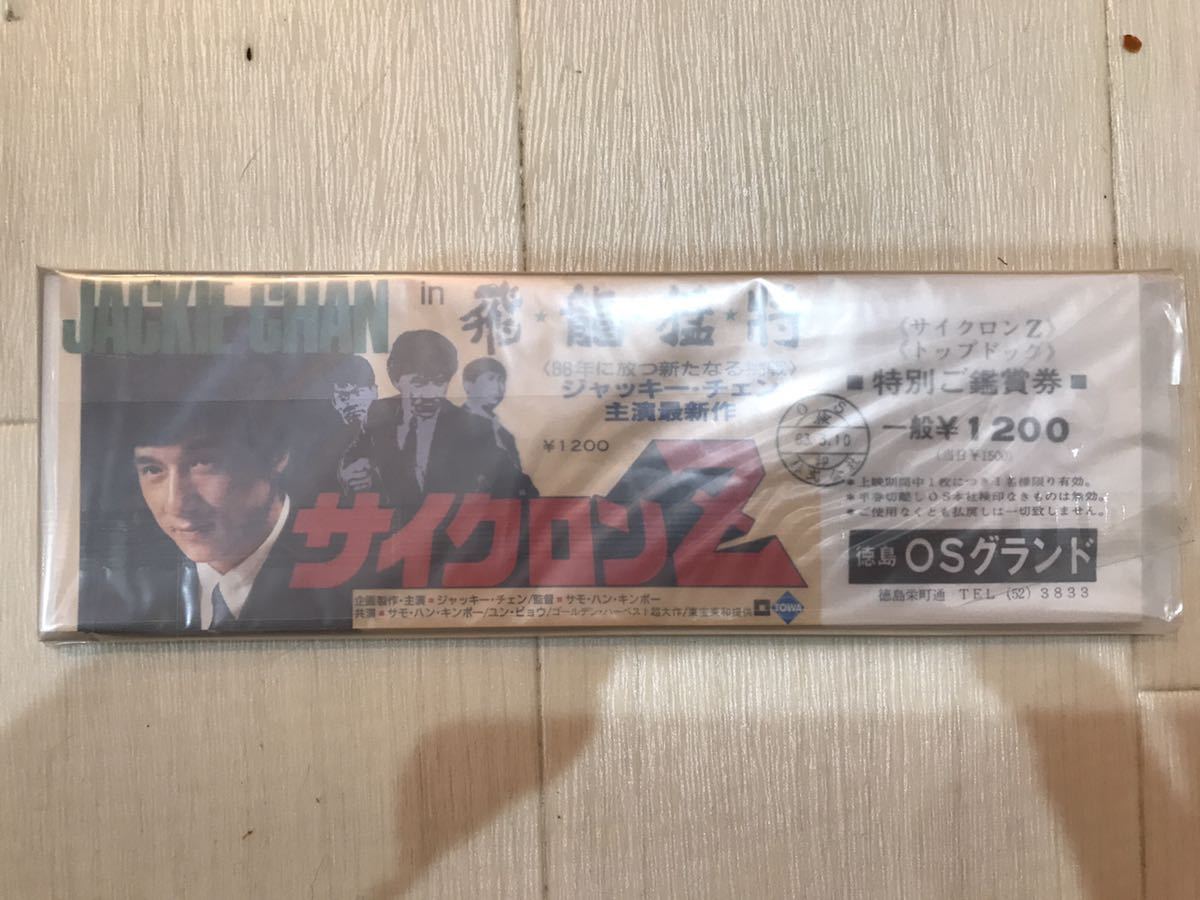 JACKIE CHAN in 飛・龍・猛・将
〈88年に放つ新たなる挑戦〉
ジャッキー・チェン
主演最新作
¥1200
サイクロンZ
企画製作・主演■ジャッキー・チェン/監督■サモ・ハン・キンポー
共演■サモ・ハン・キンポー/ユン・ピョウ/ゴールデン・ハーベスト超大作/東宝東和提供
TOWA
《サイクロンZ》
《トップドッグ》
■特別ご鑑賞券■
一般¥1200
(当日¥1500)
OS
63.3.10
*上映期間中1枚につき1名様限り有効。
*半券切離しOS本社検印なきものは無効。
*ご使用なくとも払戻しは一切致しません。
徳島 OSグランド
徳島栄町通 TEL (52) 3833